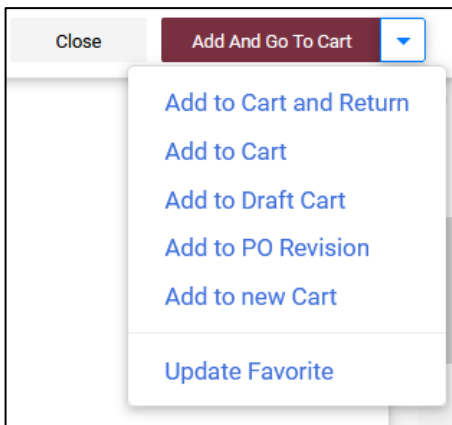 Close
Add And Go To Cart
Add to Cart and Return
Add to Cart
Add to Draft Cart
Add to PO Revision
Add to new Cart
Update Favorite